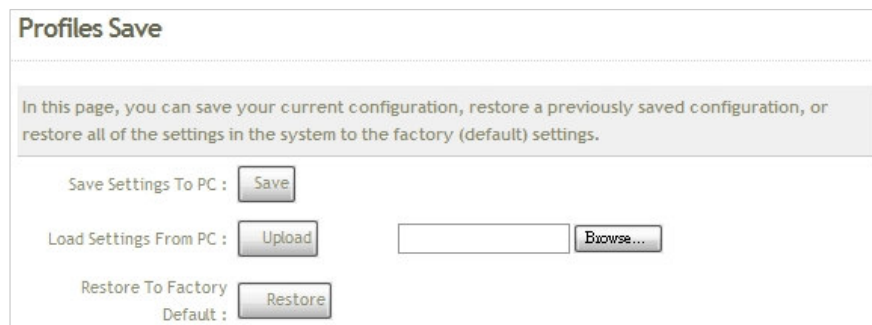 Profiles Save
In this page, you can save your current configuration, restore a previously saved configuration, or
restore all of the settings in the system to the factory (default) settings.
Save Settings To PC : Save
Load Settings From PC : Upload Browse...
Restore To Factory
Default : Restore